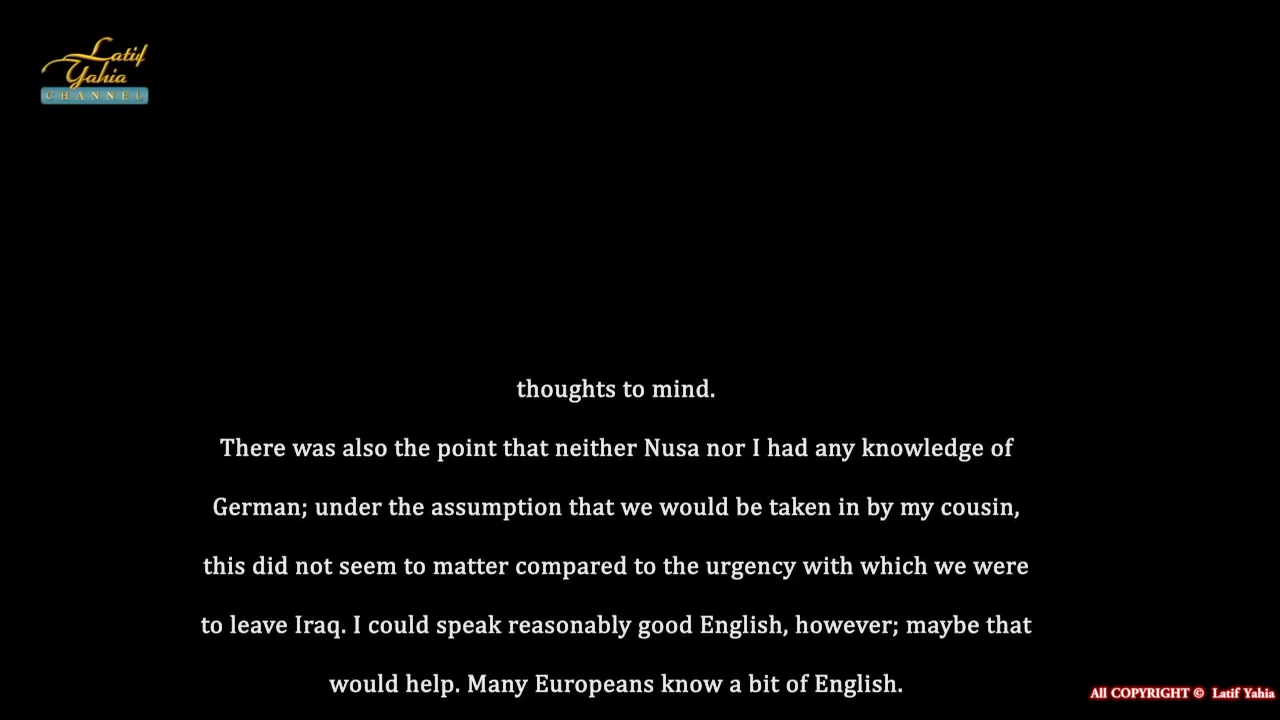 Latif
Yahia
CHANNEL
thoughts to mind.
There was also the point that neither Nusa nor I had any knowledge of
German; under the assumption that we would be taken in by my cousin,
this did not seem to matter compared to the urgency with which we were
to leave Iraq. I could speak reasonably good English, however; maybe that
would help. Many Europeans know a bit of English.
All COPYRIGHT © Latif Yahia